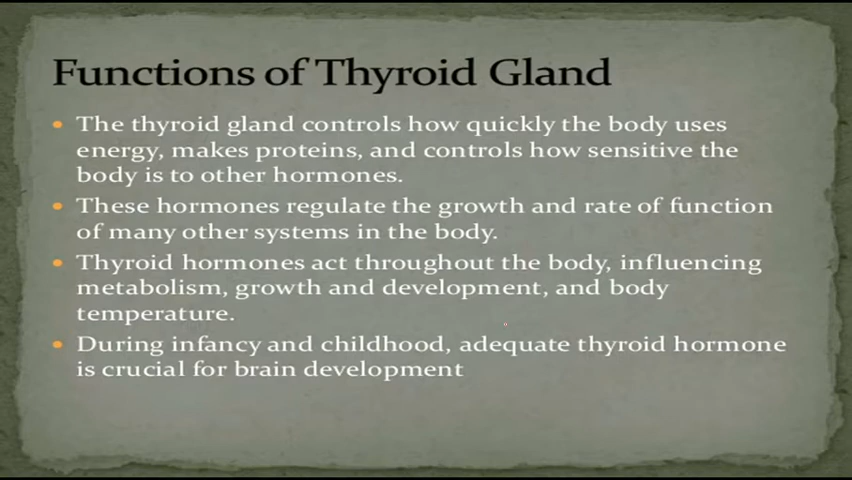 Functions of Thyroid Gland
• The thyroid gland controls how quickly the body uses
energy, makes proteins, and controls how sensitive the
body is to other hormones.
• These hormones regulate the growth and rate of function
of many other systems in the body.
• Thyroid hormones act throughout the body, influencing
metabolism, growth and development, and body
temperature.
• During infancy and childhood, adequate thyroid hormone
is crucial for brain development